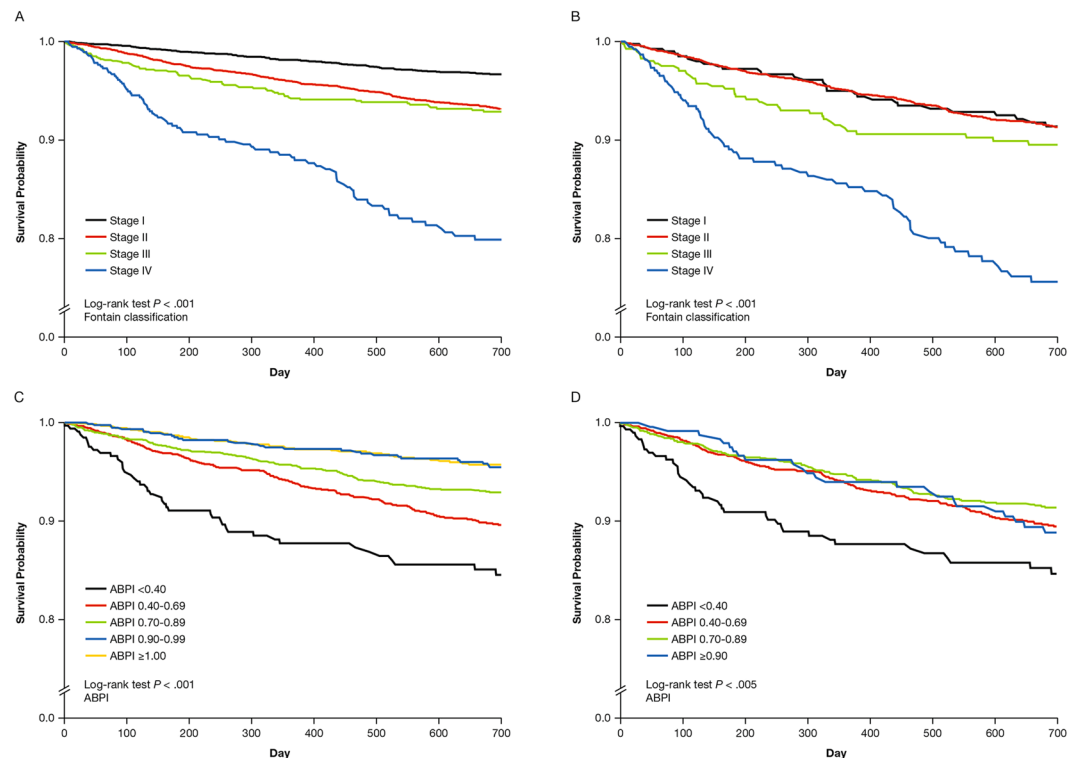 A
Survival Probability
1.0
0.9
0.8
0.0
Stage I
Stage II
Stage III
Stage IV
Log-rank test P < .001
Fontain classification
0 100 200 300 400 500 600 700
Day
B
Survival Probability
1.0
0.9
0.8
0.0
Stage I
Stage II
Stage III
Stage IV
Log-rank test P < .001
Fontain classification
0 100 200 300 400 500 600 700
Day
C
Survival Probability
1.0
0.9
0.8
0.0
ABPI <0.40
ABPI 0.40-0.69
ABPI 0.70-0.89
ABPI 0.90-0.99
ABPI ≥1.00
Log-rank test P < .001
ABPI
0 100 200 300 400 500 600 700
Day
D
Survival Probability
1.0
0.9
0.8
0.0
ABPI <0.40
ABPI 0.40-0.69
ABPI 0.70-0.89
ABPI ≥0.90
Log-rank test P < .005
ABPI
0 100 200 300 400 500 600 700
Day